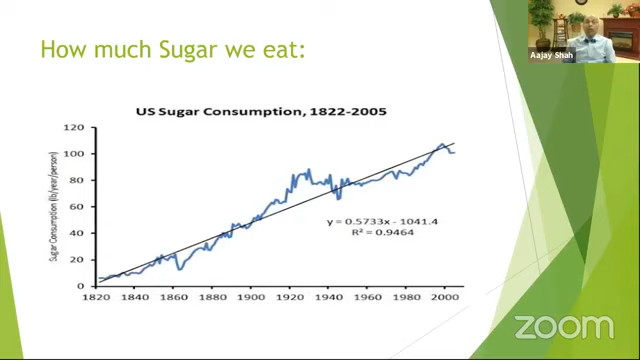 How much Sugar we eat:
Aajay Shah
US Sugar Consumption, 1822-2005
Sugar Consumption (lb/year/person)
120
100
80
60
40
20
0
y = 0.5733x - 1041.4
R² = 0.9464
1820 1840 1860 1880 1900 1920 1940 1960 1980 2000
zoom